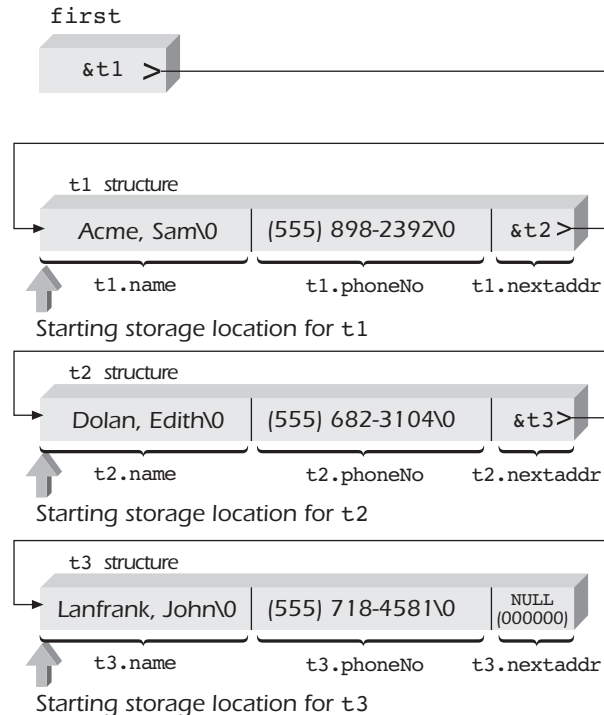 first
&t1 >
t1 structure
Acme, Sam\0 (555) 898-2392\0 &t2 >
t1.name t1.phoneNo t1.nextaddr
Starting storage location for t1
t2 structure
Dolan, Edith\0 (555) 682-3104\0 &t3 >
t2.name t2.phoneNo t2.nextaddr
Starting storage location for t2
t3 structure
Lanfrank, John\0 (555) 718-4581\0 NULL
(000000)
t3.name t3.phoneNo t3.nextaddr
Starting storage location for t3